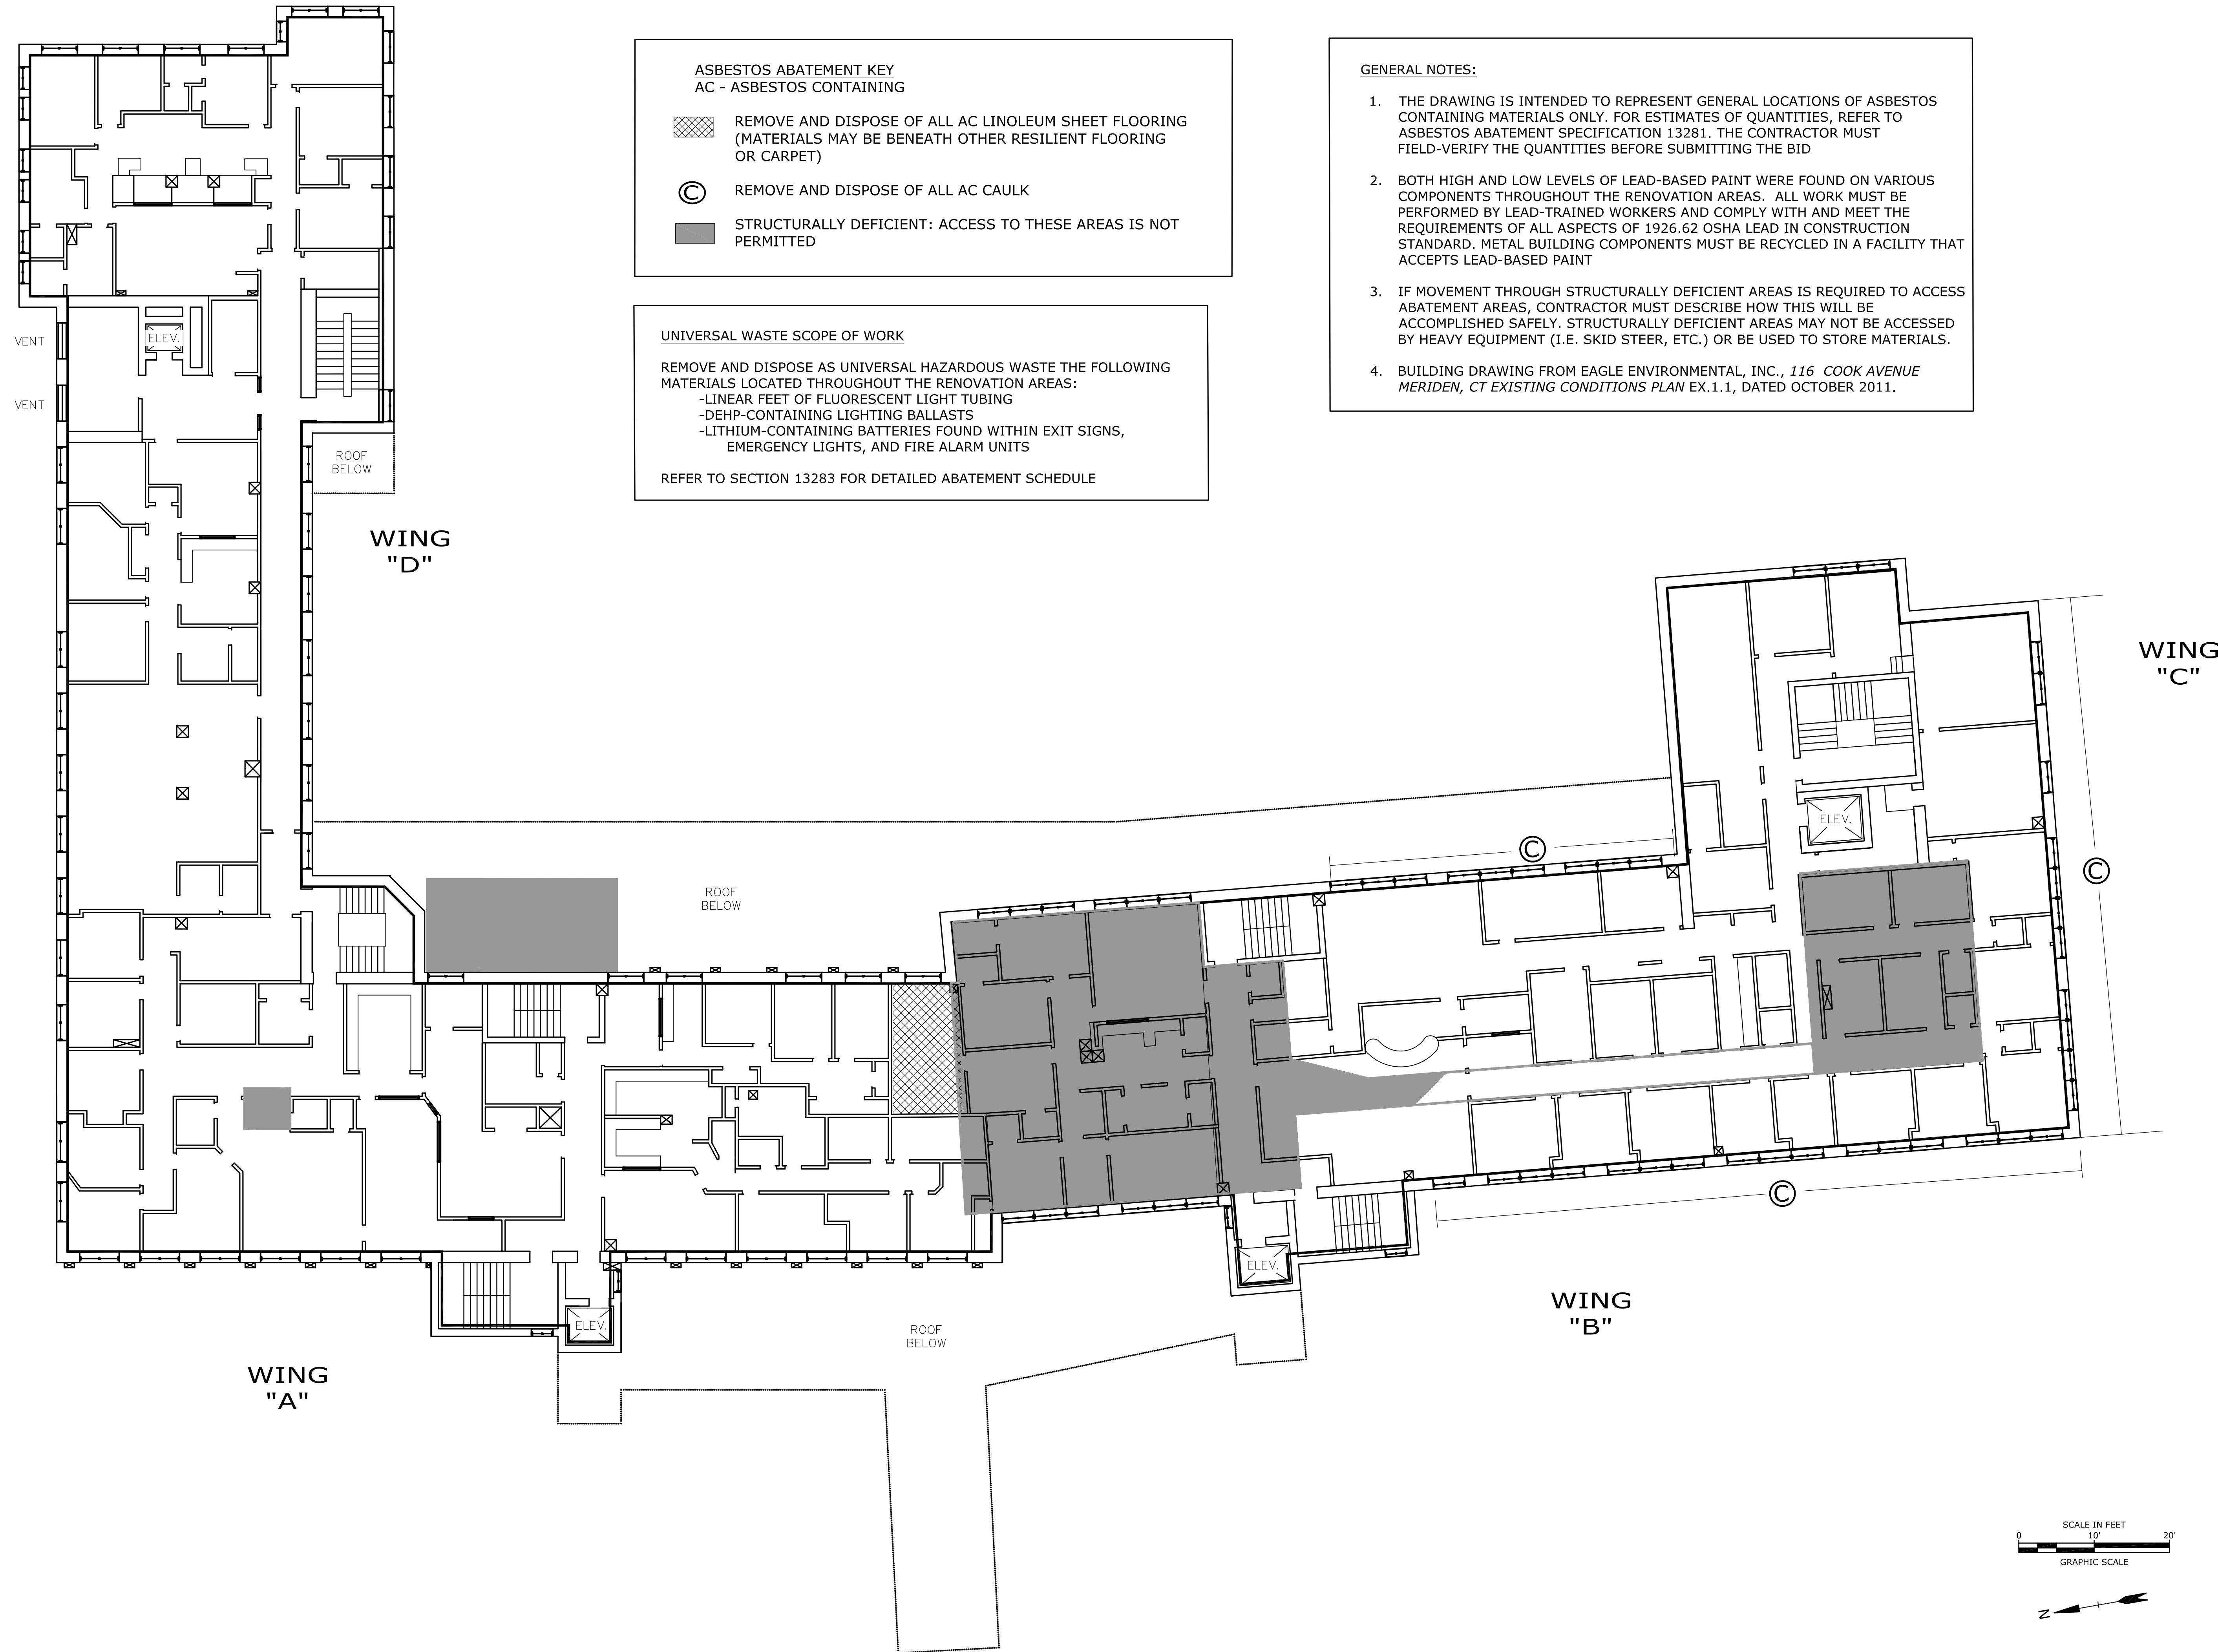 ASBESTOS ABATEMENT KEY
AC - ASBESTOS CONTAINING
REMOVE AND DISPOSE OF ALL AC LINOLEUM SHEET FLOORING
(MATERIALS MAY BE BENEATH OTHER RESILIENT FLOORING
OR CARPET)
© REMOVE AND DISPOSE OF ALL AC CAULK
STRUCTURALLY DEFICIENT: ACCESS TO THESE AREAS IS NOT
PERMITTED
UNIVERSAL WASTE SCOPE OF WORK
REMOVE AND DISPOSE AS UNIVERSAL HAZARDOUS WASTE THE FOLLOWING
MATERIALS LOCATED THROUGHOUT THE RENOVATION AREAS:
-LINEAR FEET OF FLUORESCENT LIGHT TUBING
-DEHP-CONTAINING LIGHTING BALLASTS
-LITHIUM-CONTAINING BATTERIES FOUND WITHIN EXIT SIGNS,
EMERGENCY LIGHTS, AND FIRE ALARM UNITS
REFER TO SECTION 13283 FOR DETAILED ABATEMENT SCHEDULE
GENERAL NOTES:
1. THE DRAWING IS INTENDED TO REPRESENT GENERAL LOCATIONS OF ASBESTOS
CONTAINING MATERIALS ONLY. FOR ESTIMATES OF QUANTITIES, REFER TO
ASBESTOS ABATEMENT SPECIFICATION 13281. THE CONTRACTOR MUST
FIELD-VERIFY THE QUANTITIES BEFORE SUBMITTING THE BID
2. BOTH HIGH AND LOW LEVELS OF LEAD-BASED PAINT WERE FOUND ON VARIOUS
COMPONENTS THROUGHOUT THE RENOVATION AREAS. ALL WORK MUST BE
PERFORMED BY LEAD-TRAINED WORKERS AND COMPLY WITH AND MEET THE
REQUIREMENTS OF ALL ASPECTS OF 1926.62 OSHA LEAD IN CONSTRUCTION
STANDARD. METAL BUILDING COMPONENTS MUST BE RECYCLED IN A FACILITY THAT
ACCEPTS LEAD-BASED PAINT
3. IF MOVEMENT THROUGH STRUCTURALLY DEFICIENT AREAS IS REQUIRED TO ACCESS
ABATEMENT AREAS, CONTRACTOR MUST DESCRIBE HOW THIS WILL BE
ACCOMPLISHED SAFELY. STRUCTURALLY DEFICIENT AREAS MAY NOT BE ACCESSED
BY HEAVY EQUIPMENT (I.E. SKID STEER, ETC.) OR BE USED TO STORE MATERIALS.
4. BUILDING DRAWING FROM EAGLE ENVIRONMENTAL, INC., 116 COOK AVENUE
MERIDEN, CT EXISTING CONDITIONS PLAN EX.1.1, DATED OCTOBER 2011.
VENT
ELEV.
VENT
ROOF
BELOW
WING
"D"
WING
"C"
ELEV.
©
©
ROOF
BELOW
©
ELEV.
WING
"B"
ELEV.
ROOF
BELOW
WING
"A"
SCALE IN FEET
0 10' 20'
GRAPHIC SCALE
N